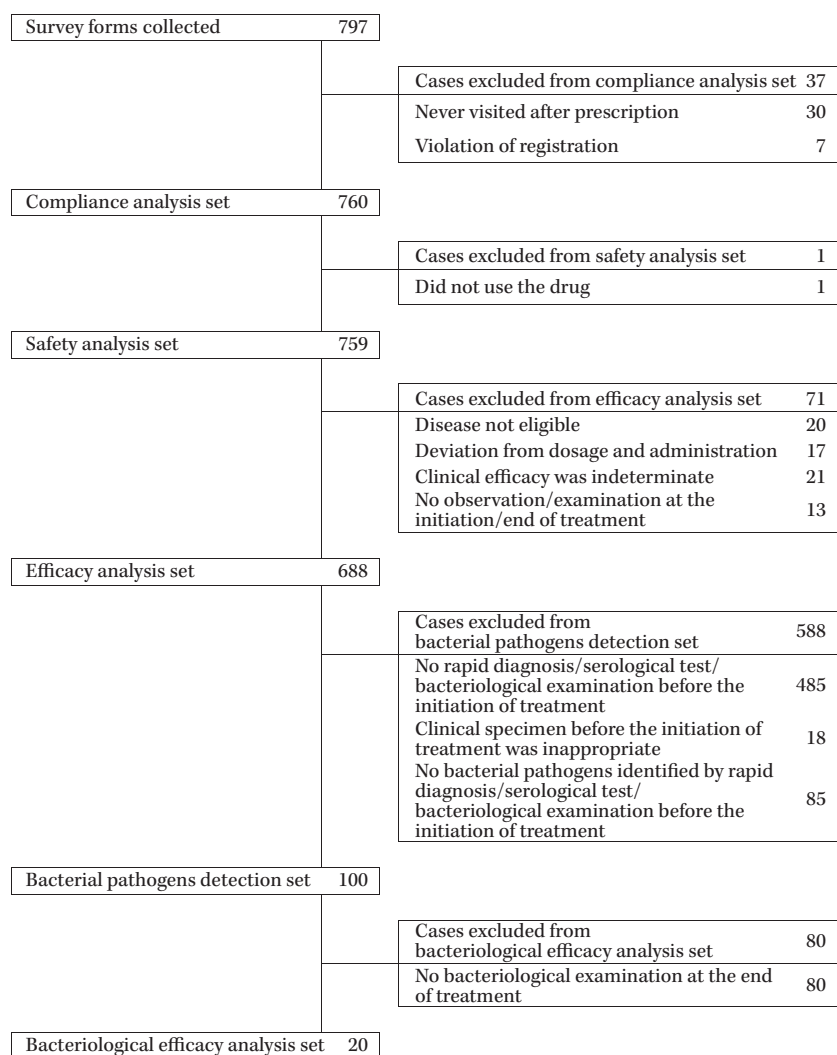 Survey forms collected 797
Cases excluded from compliance analysis set 37
Never visited after prescription 30
Violation of registration 7
Compliance analysis set 760
Cases excluded from safety analysis set 1
Did not use the drug 1
Safety analysis set 759
Cases excluded from efficacy analysis set 71
Disease not eligible 20
Deviation from dosage and administration 17
Clinical efficacy was indeterminate 21
No observation/examination at the
initiation/end of treatment 13
Efficacy analysis set 688
Cases excluded from
bacterial pathogens detection set 588
No rapid diagnosis/serological test/
bacteriological examination before the 485
initiation of treatment
Clinical specimen before the initiation of
treatment was inappropriate 18
No bacterial pathogens identified by rapid
diagnosis/serological test/
bacteriological examination before the 85
initiation of treatment
Bacterial pathogens detection set 100
Cases excluded from
bacteriological efficacy analysis set 80
No bacteriological examination at the end
of treatment 80
Bacteriological efficacy analysis set 20